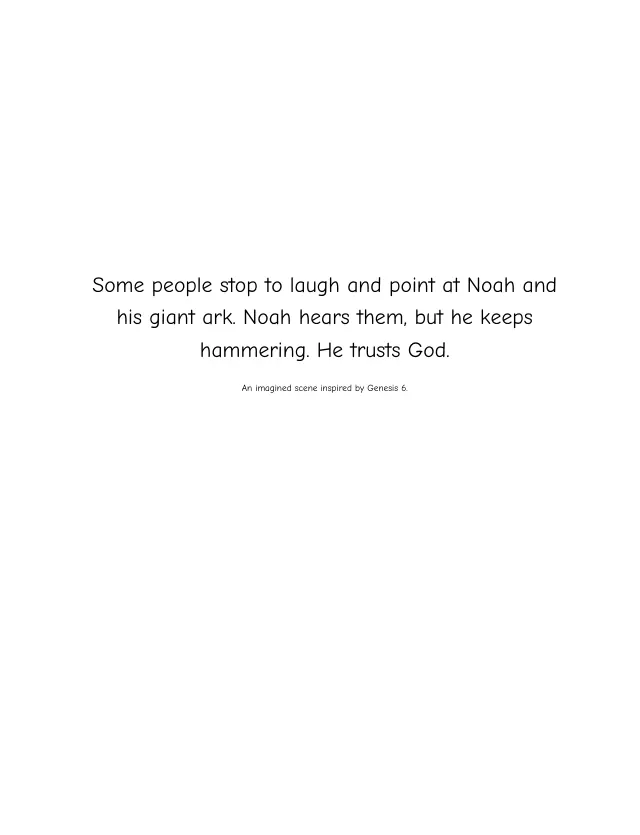 Some people stop to laugh and point at Noah and
his giant ark. Noah hears them, but he keeps
hammering. He trusts God.
An imagined scene inspired by Genesis 6.